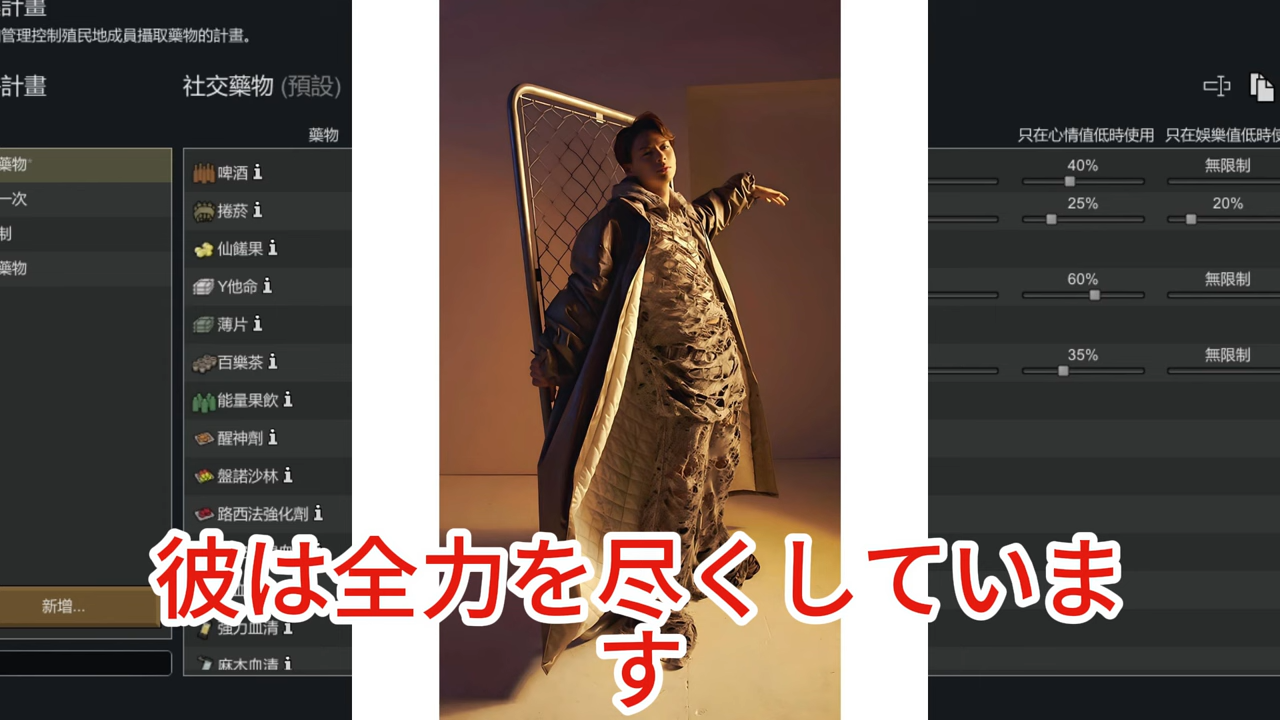 計畫
管理控制殖民地成員攝取藥物的計畫。
計畫
社交藥物 (預設)
藥物
只在心情值低時使用
只在娛樂值低時使
藥物
一次
制
藥物
啤酒
捲菸
仙饈果
Y他命
薄片
百樂茶
能量果飲
醒神劑
盤諾沙林
路西法強化劑
強力血清
麻木血清
40%
無限制
25%
20%
60%
無限制
35%
無限制
新增...
彼は全力を尽くしていま
す